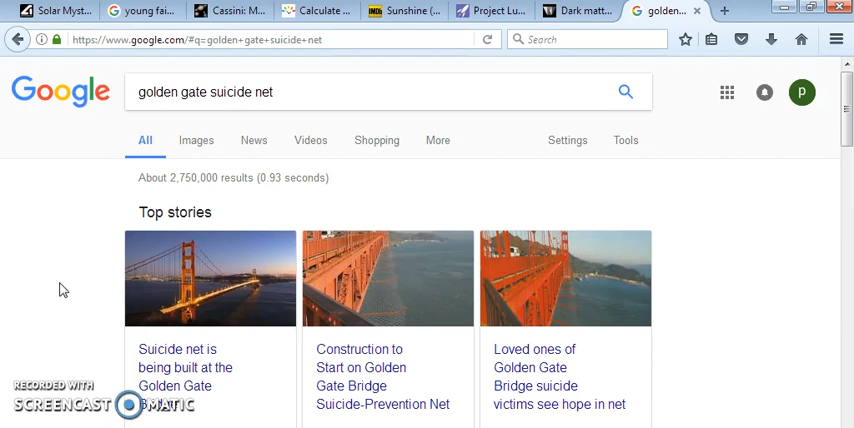 Solar Myst... young fai... Cassini: M... Calculate ... Sunshine (... Project Lu... Dark matt... golden...
https://www.google.com/#q=golden+gate+suicide+net Search
Google golden gate suicide net p
All Images News Videos Shopping More Settings Tools
About 2,750,000 results (0.93 seconds)
Top stories
Suicide net is
being built at the
Golden Gate
Construction to
Start on Golden
Gate Bridge
Suicide-Prevention Net
Loved ones of
Golden Gate
Bridge suicide
victims see hope in net
RECORDED WITH
SCREENCAST MATIC